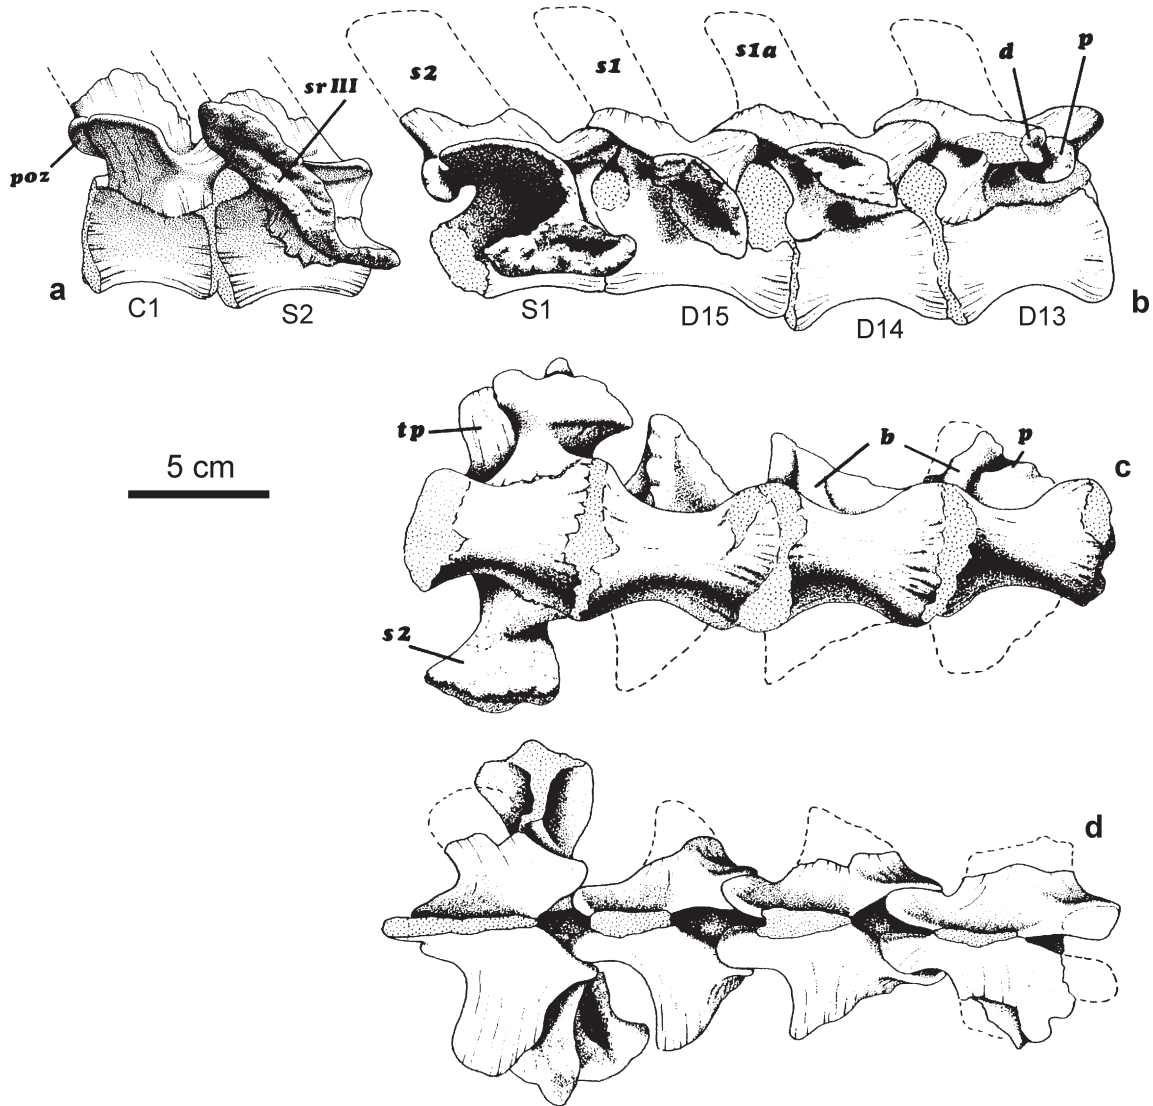 s2 s1 s1a d p
sr III
poz
a C1 S2 S1 D15 D14 D13 b
tp b p c
5 cm
s2
d